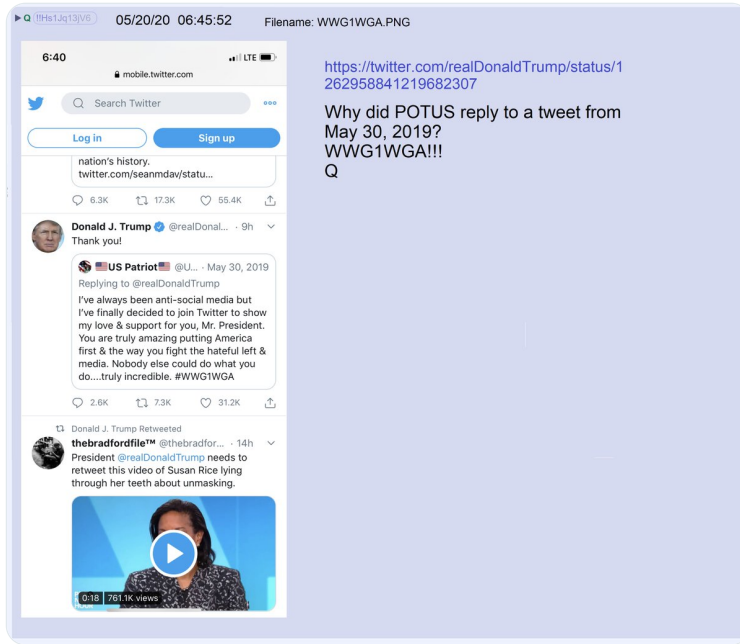 Q !!Hs1Jq13jV6 05/20/20 06:45:52 Filename: WWG1WGA.PNG
6:40 LTE
mobile.twitter.com
Search Twitter
Log in Sign up
nation's history.
twitter.com/seanmdav/statu...
6.3K 17.3K 55.4K
Donald J. Trump @realDonal... · 9h
Thank you!
US Patriot @U... · May 30, 2019
Replying to @realDonaldTrump
I've always been anti-social media but
I've finally decided to join Twitter to show
my love & support for you, Mr. President.
You are truly amazing putting America
first & the way you fight the hateful left &
media. Nobody else could do what you
do....truly incredible. #WWG1WGA
2.6K 7.3K 31.2K
Donald J. Trump Retweeted
thebradfordfile™ @thebradfor... · 14h
President @realDonaldTrump needs to
retweet this video of Susan Rice lying
through her teeth about unmasking.
0:18 761.1K views
https://twitter.com/realDonaldTrump/status/1
262958841219682307
Why did POTUS reply to a tweet from
May 30, 2019?
WWG1WGA!!!
Q